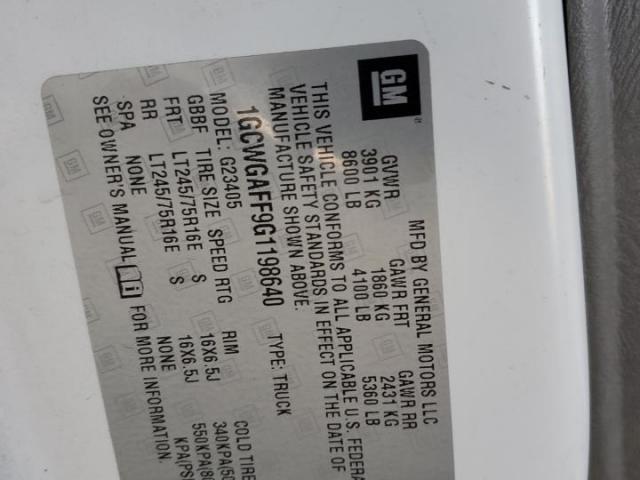 GM
MFD BY GENERAL MOTORS LLC
GVWR GAWR FRT GAWR RR
3901 KG 1860 KG 2431 KG
8600 LB 4100 LB 5360 LB
THIS VEHICLE CONFORMS TO ALL APPLICABLE U.S. FEDERA
VEHICLE SAFETY STANDARDS IN EFFECT ON THE DATE OF
MANUFACTURE SHOWN ABOVE.
1GCWGAFF9G1198640 TYPE: TRUCK
MODEL: G23405
GBBF TIRE SIZE SPEED RTG RIM COLD TIRE
FRT LT245/75R16E S 16X6.5J 340KPA(50
RR LT245/75R16E S 16X6.5J 550KPA(80
SPA NONE NONE KPA(PS
SEE OWNER'S MANUAL FOR MORE INFORMATION.